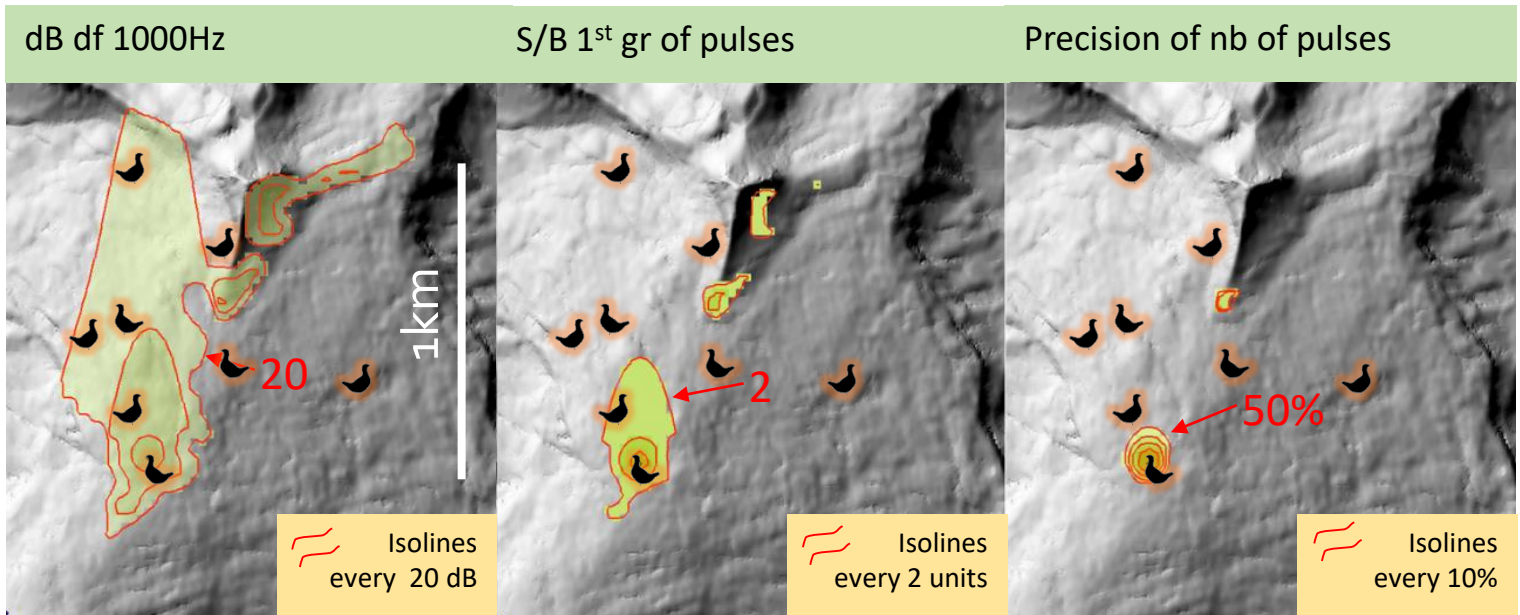 dB df 1000Hz
S/B 1st gr of pulses
Precision of nb of pulses
1km
20
2
50%
Isolines
every 20 dB
Isolines
every 2 units
Isolines
every 10%